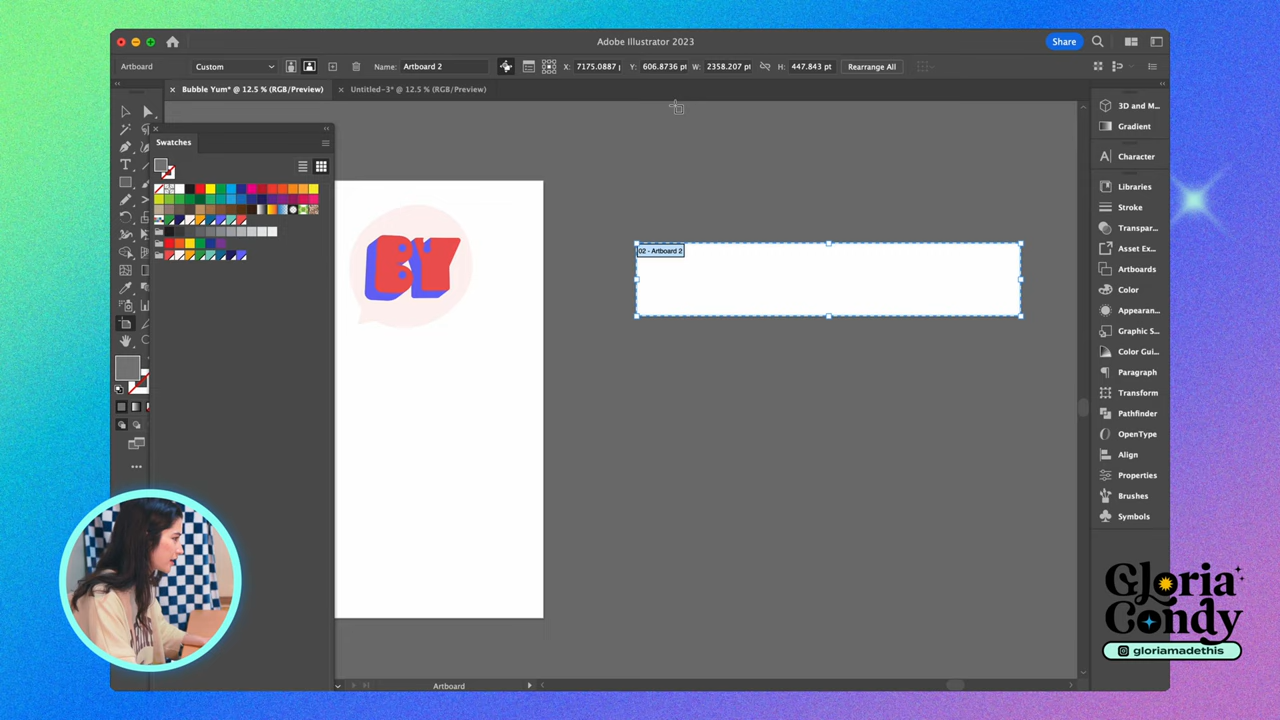 Adobe Illustrator 2023
Share
Artboard
Custom
Name: Artboard 2
X: 7175.0887
Y: 606.8736 pt
W: 2358.207 pt
H: 447.843 pt
Rearrange All
Bubble Yum* @ 12.5 % (RGB/Preview)
Untitled-3* @ 12.5 % (RGB/Preview)
Swatches
BY
02 - Artboard 2
3D and M...
Gradient
Character
Libraries
Stroke
Transpar...
Asset Ex...
Artboards
Color
Appearan...
Graphic S...
Color Gui...
Paragraph
Transform
Pathfinder
OpenType
Align
Properties
Brushes
Symbols
Artboard
Gloria
Condy
gloriamadethis